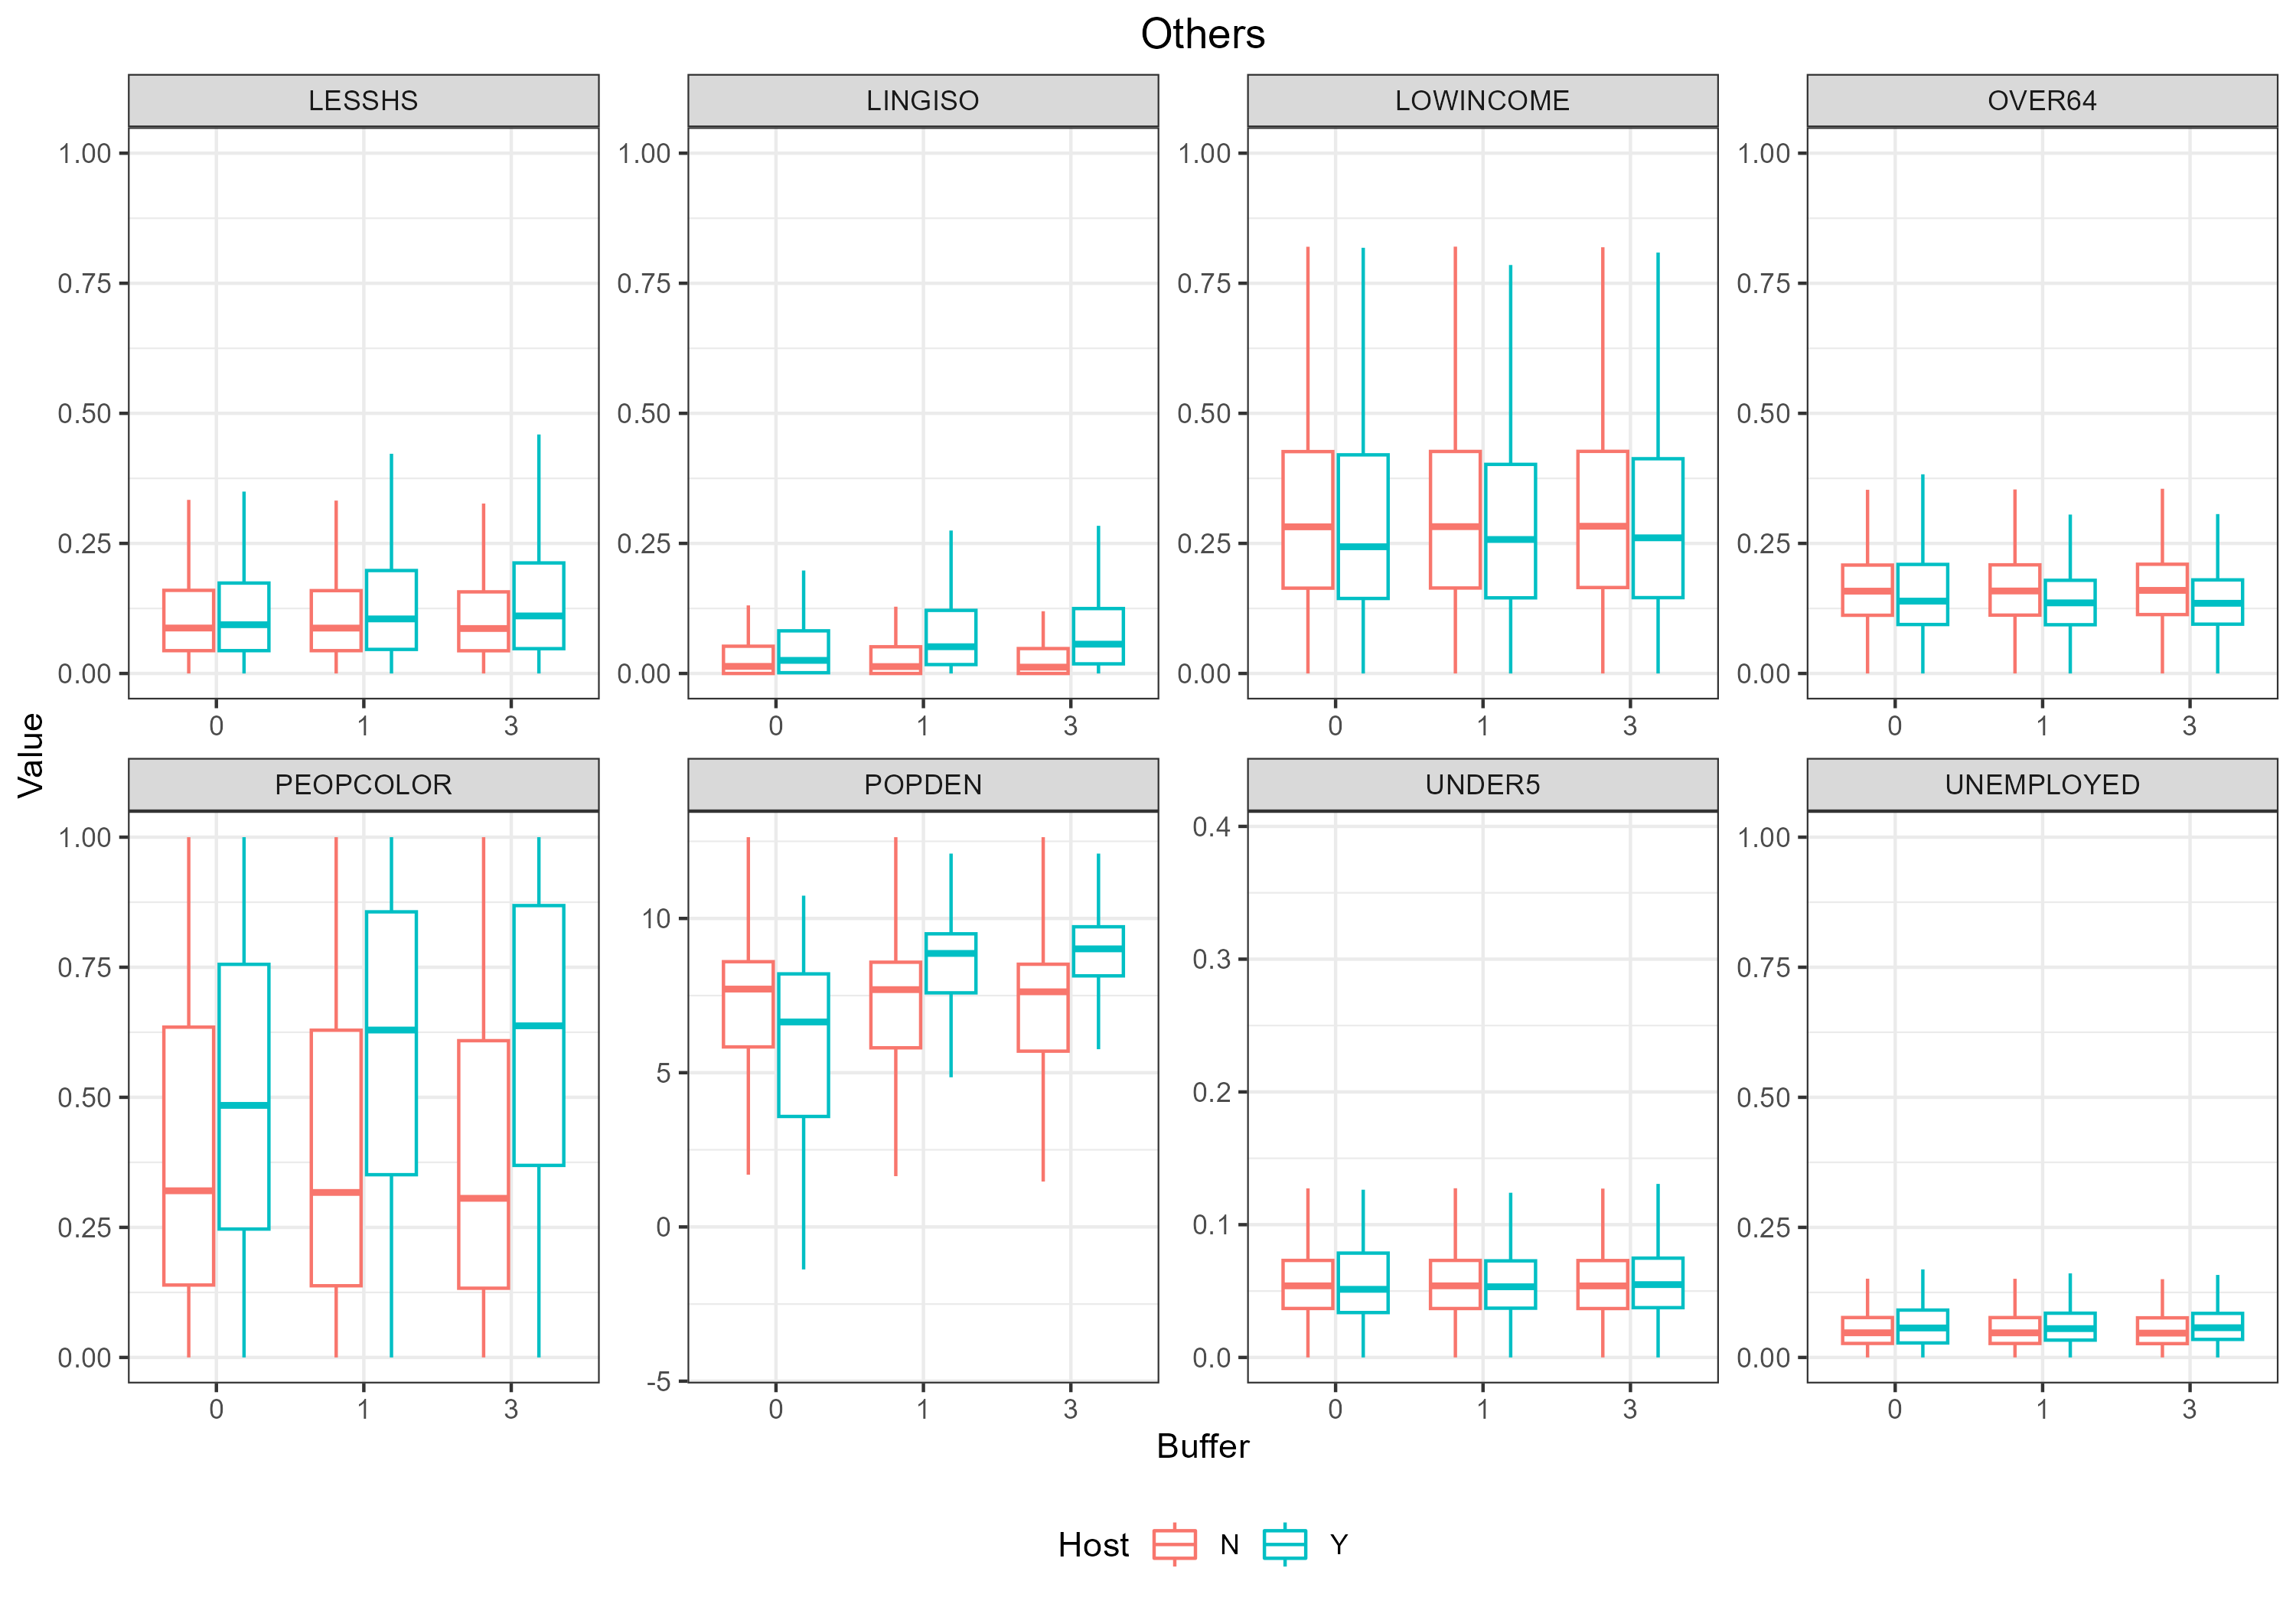 Others
LESSHS LINGISO LOWINCOME OVER64
1.00 1.00 1.00 1.00
0.75 0.75 0.75 0.75
0.50 0.50 0.50 0.50
0.25 0.25 0.25 0.25
0.00 0.00 0.00 0.00
0 1 3 0 1 3 0 1 3 0 1 3
Value
PEOPCOLOR POPDEN UNDER5 UNEMPLOYED
1.00 10 0.4 1.00
0.75 5 0.3 0.75
0.50 0 0.2 0.50
0.25 -5 0.1 0.25
0.00 0.0 0.00
0 1 3 0 1 3 0 1 3 0 1 3
Buffer
Host N Y